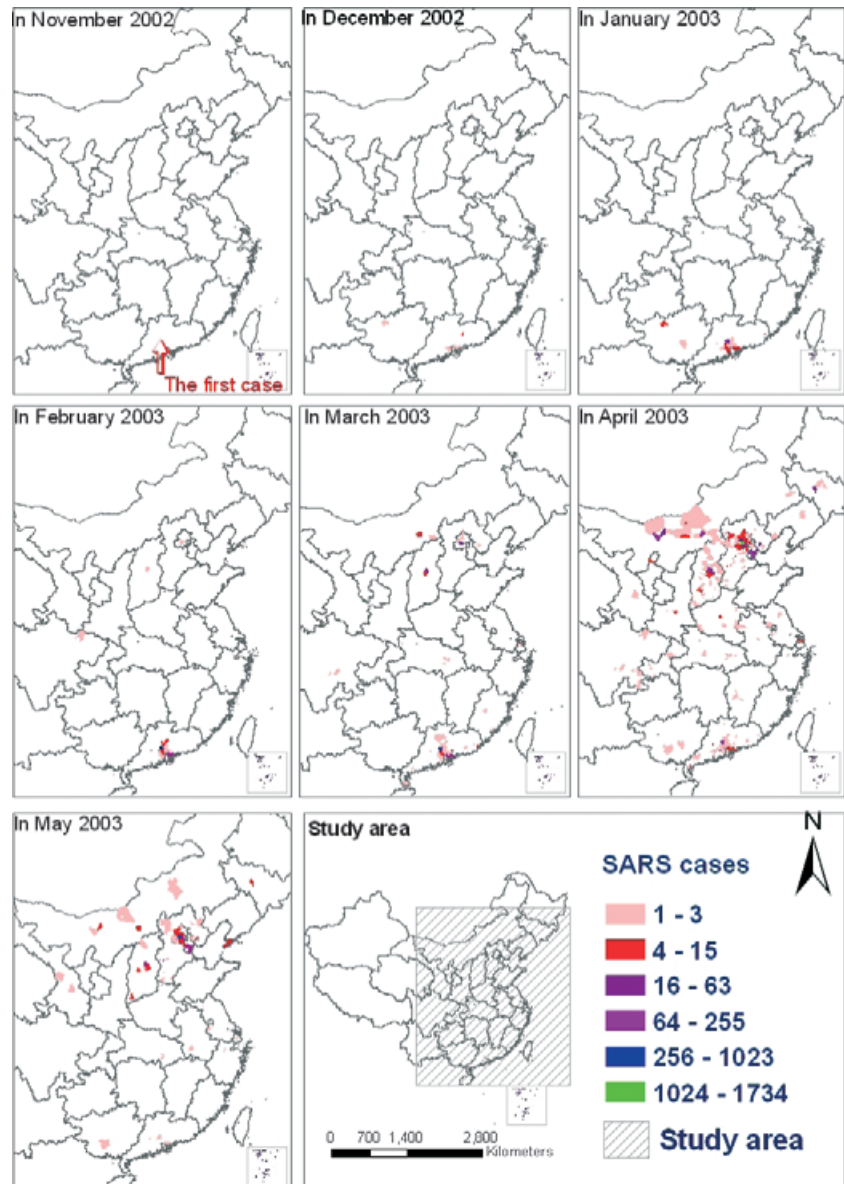 In November 2002
In December 2002
In January 2003
The first case
In February 2003
In March 2003
In April 2003
In May 2003
Study area
N
SARS cases
1 - 3
4 - 15
16 - 63
64 - 255
256 - 1023
1024 - 1734
Study area
0 700 1,400 2,800
Kilometers